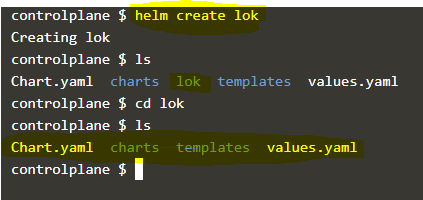 controlplane $ helm create lok
Creating lok
controlplane $ ls
Chart.yaml  charts  lok  templates  values.yaml
controlplane $ cd lok
controlplane $ ls
Chart.yaml  charts  templates  values.yaml
controlplane $